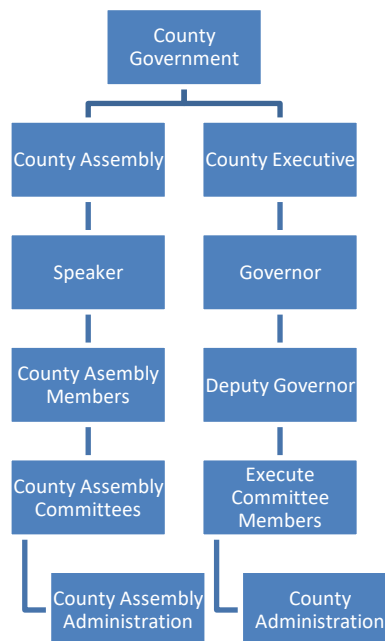 County
Government
County Assembly
County Executive
Speaker
Governor
County Asembly
Members
Deputy Governor
County Assembly
Committees
Execute
Committee
Members
County Assembly
Administration
County
Administration